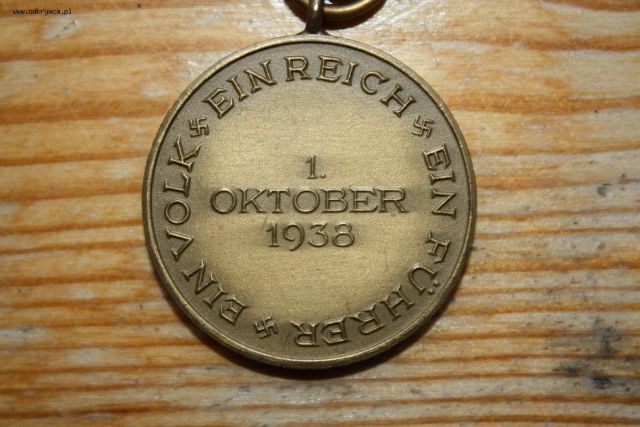 www.odkrywca.pl
EIN VOLK EIN REICH EIN FÜHRER
1.
OKTOBER
1938